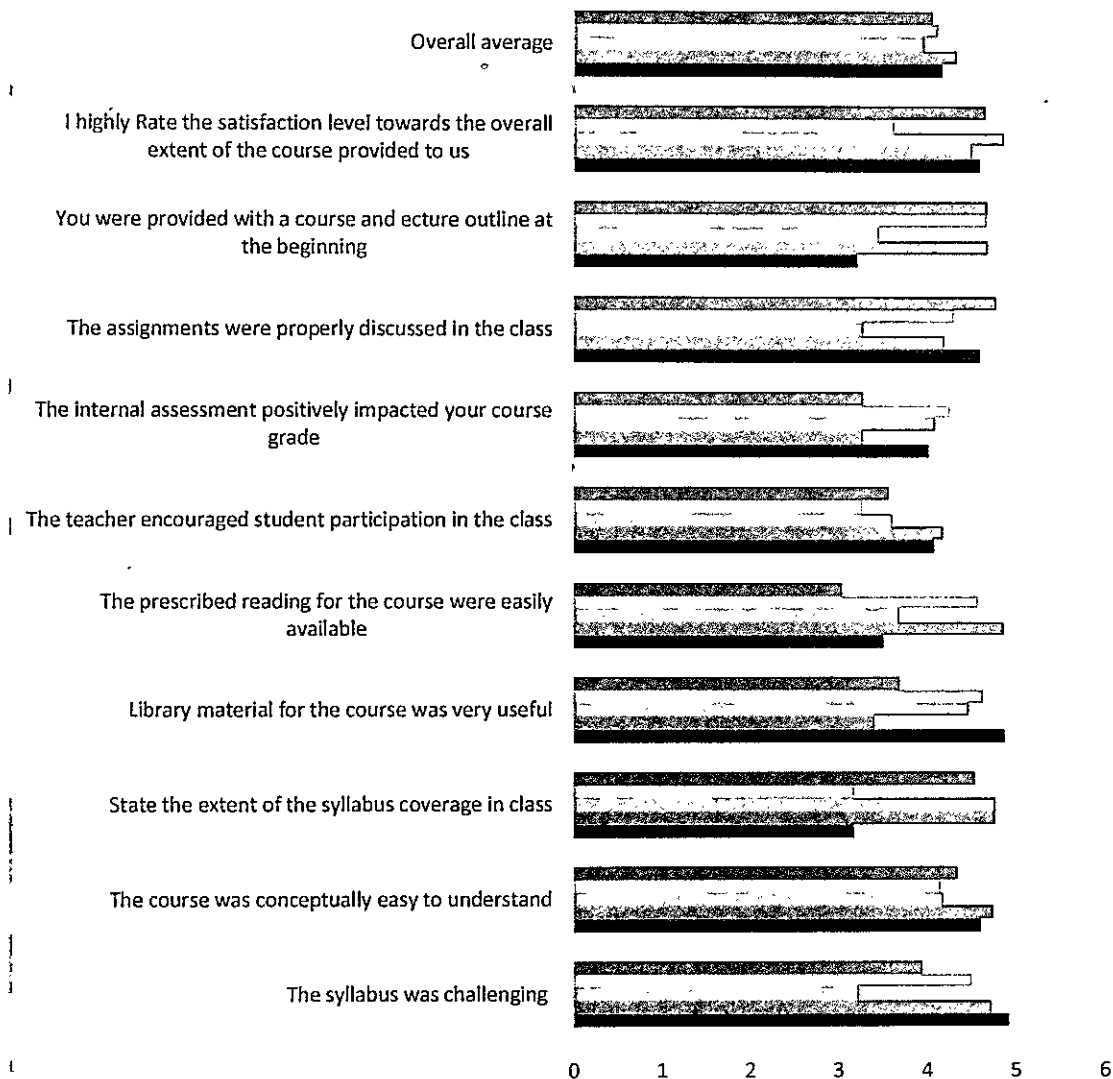 Overall average
I highly Rate the satisfaction level towards the overall
extent of the course provided to us
You were provided with a course and ecture outline at
the beginning
The assignments were properly discussed in the class
The internal assessment positively impacted your course
grade
The teacher encouraged student participation in the class
The prescribed reading for the course were easily
available
Library material for the course was very useful
State the extent of the syllabus coverage in class
The course was conceptually easy to understand
The syllabus was challenging
0 1 2 3 4 5 6